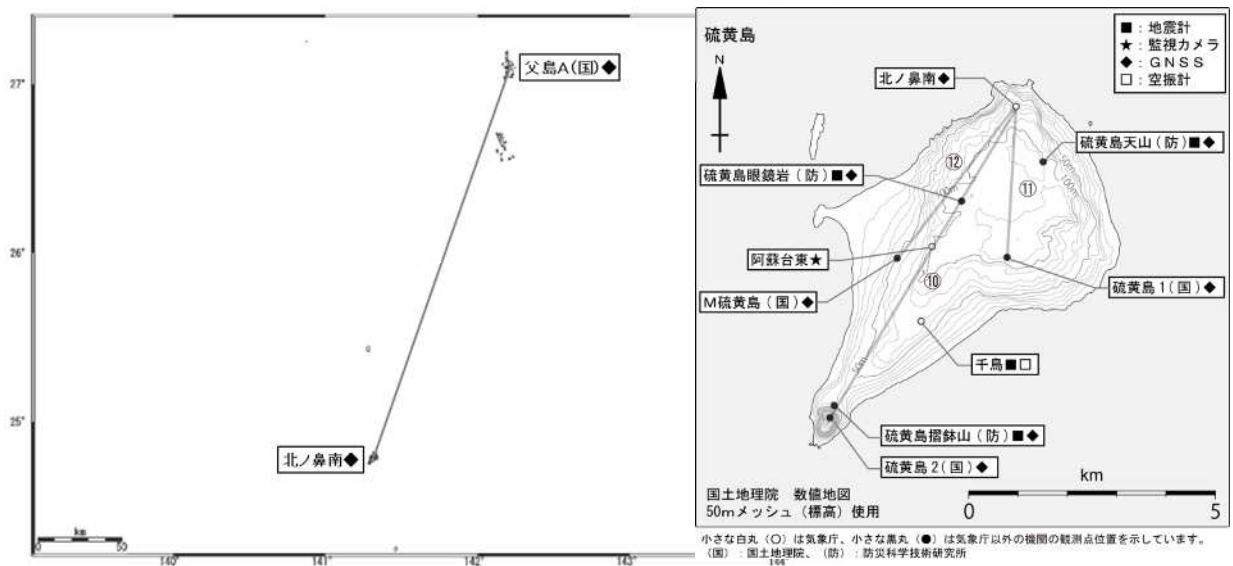 27°
26°
25°
父島A(国)◆
北ノ鼻南◆
km
0
50
140°
141°
142°
143°
144°
硫黄島
N
■：地震計
★：監視カメラ
◆：GNSS
□：空振計
北ノ鼻南◆
硫黄島天山(防)■◆
硫黄島眼鏡岩(防)■◆
⑫
⑪
50m
100m
阿蘇台東★
⑩
M硫黄島(国)◆
硫黄島1(国)◆
千鳥■□
50m
硫黄島摺鉢山(防)■◆
硫黄島2(国)◆
km
0
5
国土地理院 数値地図
50mメッシュ(標高)使用
小さな白丸(○)は気象庁、小さな黒丸(●)は気象庁以外の機関の観測点位置を示しています。
(国)：国土地理院、(防)：防災科学技術研究所